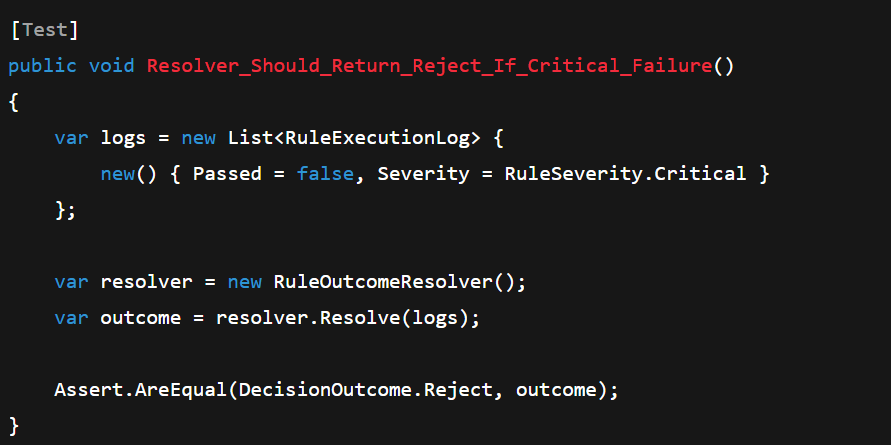 [Test]
public void Resolver_Should_Return_Reject_If_Critical_Failure()
{
    var logs = new List<RuleExecutionLog> {
        new() { Passed = false, Severity = RuleSeverity.Critical }
    };

    var resolver = new RuleOutcomeResolver();
    var outcome = resolver.Resolve(logs);

    Assert.AreEqual(DecisionOutcome.Reject, outcome);
}